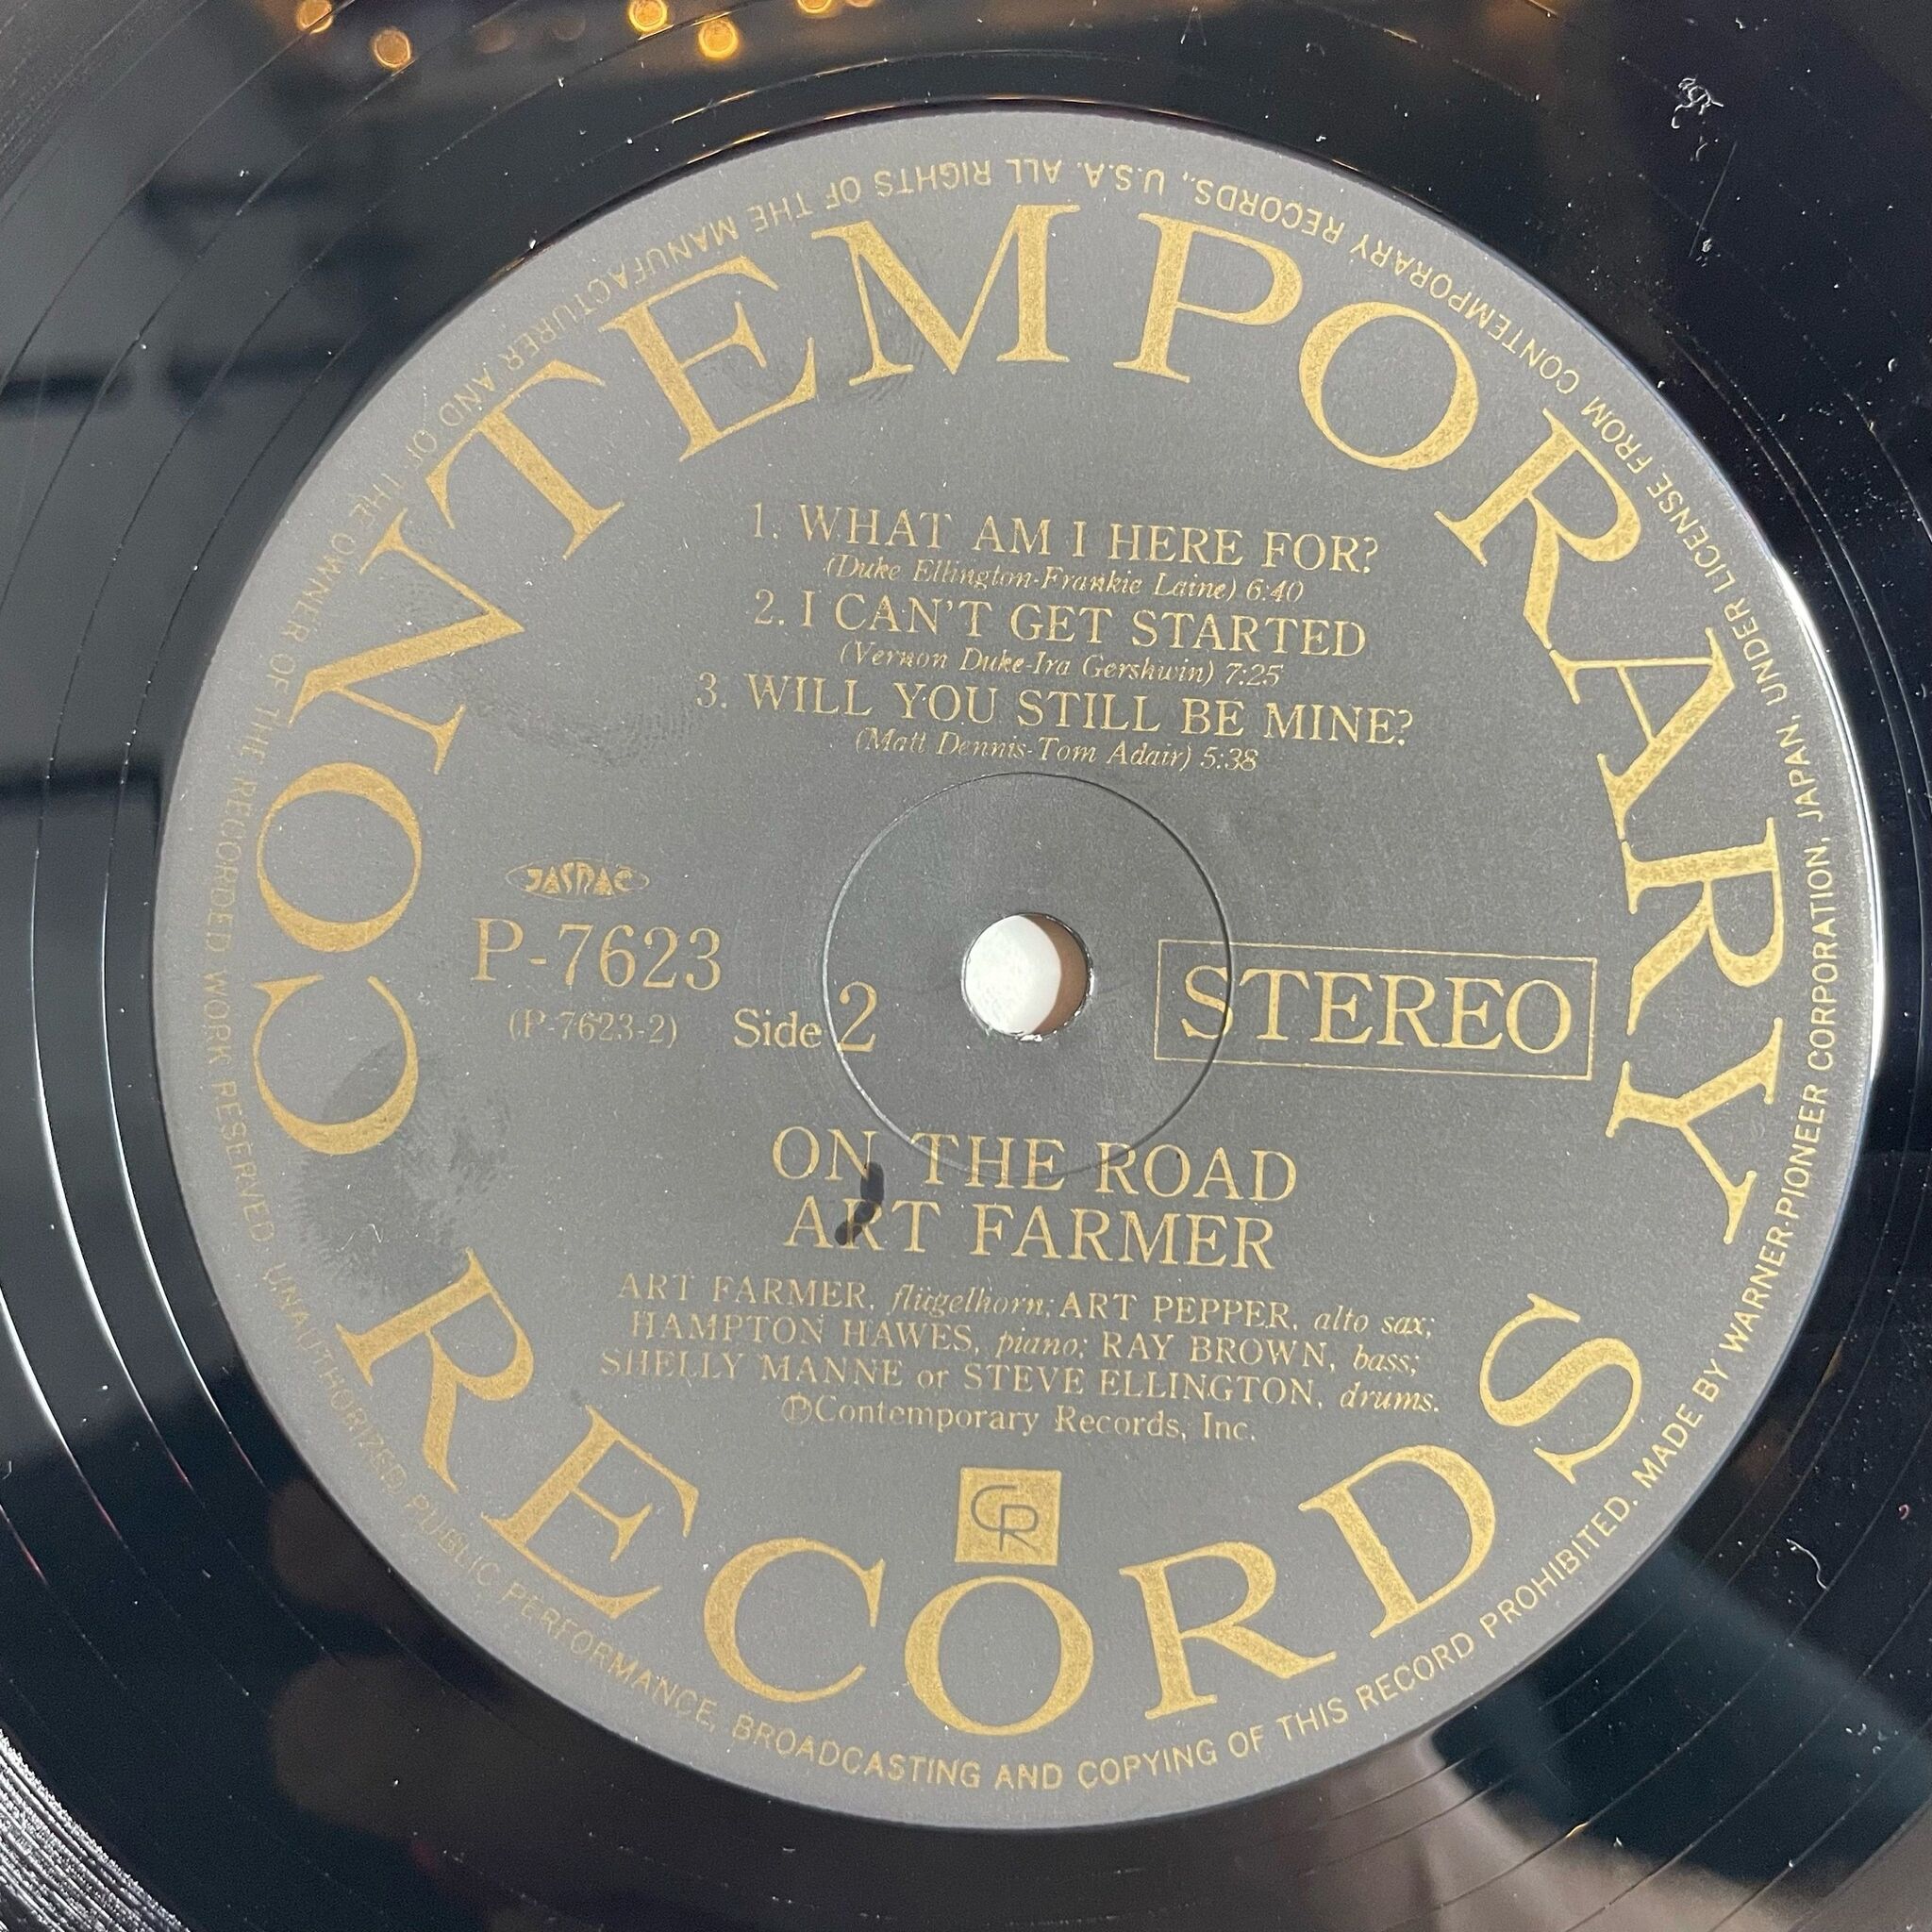 CONTEMPORARY
1. WHAT AM I HERE FOR?
(Duke Ellington-Frankie Laine) 6:40
2. I CAN'T GET STARTED
(Vernon Duke-Ira Gershwin) 7:25
3. WILL YOU STILL BE MINE?
(Matt Dennis-Tom Adair) 5:38
JASRAC
P-7623
(P-7623-2)
Side 2
STEREO
ON THE ROAD
ART FARMER
ART FARMER, flügelhorn; ART PEPPER, alto sax;
HAMPTON HAWES, piano; RAY BROWN, bass;
SHELLY MANNE or STEVE ELLINGTON, drums.
ⓅContemporary Records, Inc.
CR
RECORDS
ALL RIGHTS OF THE MANUFACTURER AND OF THE OWNER OF THE RECORDED WORK RESERVED. UNAUTHORIZED PUBLIC PERFORMANCE, BROADCASTING AND COPYING OF THIS RECORD PROHIBITED. MADE BY WARNER-PIONEER CORPORATION, JAPAN, UNDER LICENSE FROM CONTEMPORARY RECORDS, U.S.A.